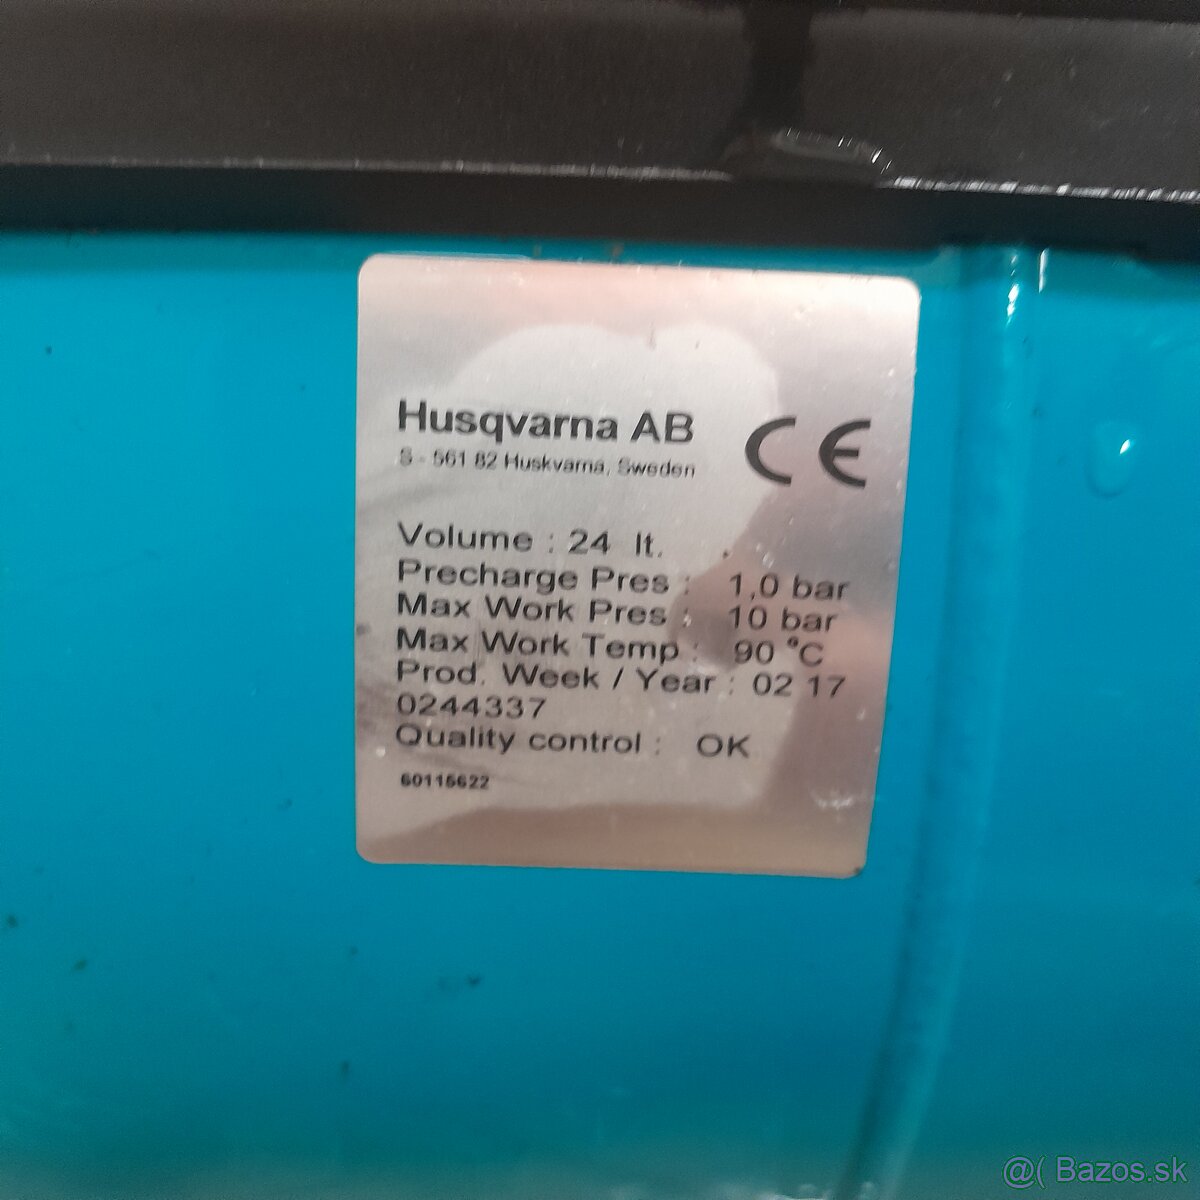 Husqvarna AB
S - 561 82 Huskvarna, Sweden
CE
Volume : 24 lt.
Precharge Pres : 1,0 bar
Max Work Pres : 10 bar
Max Work Temp : 90 °C
Prod. Week / Year : 02 17
0244337
Quality control : OK
60115622
@( Bazos.sk